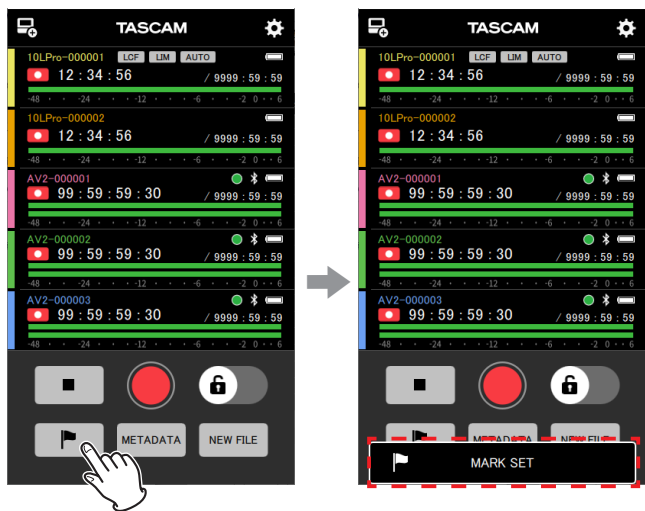 TASCAM
10LPro-000001 LCF LIM AUTO
12 : 34 : 56 / 9999 : 59 : 59
-48 · · -24 · · -12 · · -6 · · -2 0 · · 6
10LPro-000002
12 : 34 : 56 / 9999 : 59 : 59
-48 · · -24 · · -12 · · -6 · · -2 0 · · 6
AV2-000001
99 : 59 : 59 : 30 / 9999 : 59 : 59
-48 · · -24 · · -12 · · -6 · · -2 0 · · 6
AV2-000002
99 : 59 : 59 : 30 / 9999 : 59 : 59
-48 · · -24 · · -12 · · -6 · · -2 0 · · 6
AV2-000003
99 : 59 : 59 : 30 / 9999 : 59 : 59
-48 · · -24 · · -12 · · -6 · · -2 0 · · 6
METADATA NEW FILE
TASCAM
10LPro-000001 LCF LIM AUTO
12 : 34 : 56 / 9999 : 59 : 59
-48 · · -24 · · -12 · · -6 · · -2 0 · · 6
10LPro-000002
12 : 34 : 56 / 9999 : 59 : 59
-48 · · -24 · · -12 · · -6 · · -2 0 · · 6
AV2-000001
99 : 59 : 59 : 30 / 9999 : 59 : 59
-48 · · -24 · · -12 · · -6 · · -2 0 · · 6
AV2-000002
99 : 59 : 59 : 30 / 9999 : 59 : 59
-48 · · -24 · · -12 · · -6 · · -2 0 · · 6
AV2-000003
99 : 59 : 59 : 30 / 9999 : 59 : 59
-48 · · -24 · · -12 · · -6 · · -2 0 · · 6
METADATA NEW FILE
MARK SET